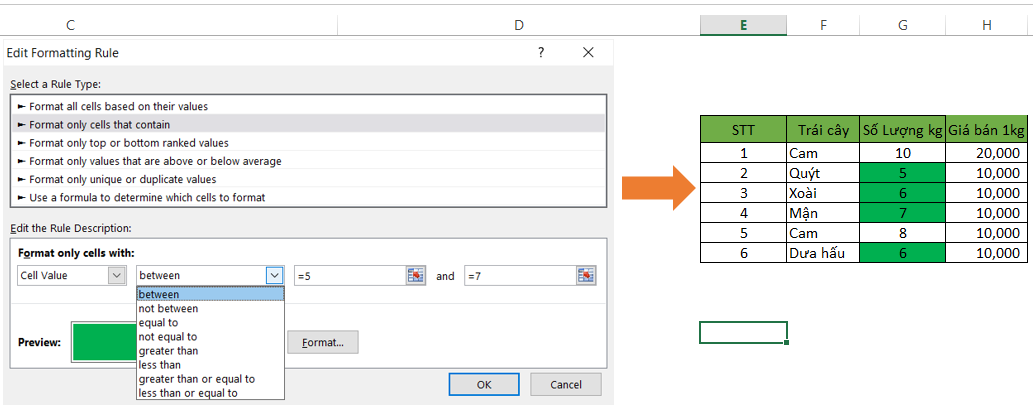 C D E F G H
Edit Formatting Rule ? ×
Select a Rule Type:
► Format all cells based on their values
► Format only cells that contain
► Format only top or bottom ranked values
► Format only values that are above or below average
► Format only unique or duplicate values
► Use a formula to determine which cells to format
Edit the Rule Description:
Format only cells with:
Cell Value between =5 and =7
between
not between
equal to
not equal to
greater than
less than
greater than or equal to
less than or equal to
Preview: Format...
OK Cancel
STT Trái cây Số Lượng kg Giá bán 1kg
1 Cam 10 20,000
2 Quýt 5 10,000
3 Xoài 6 10,000
4 Mận 7 10,000
5 Cam 8 10,000
6 Dưa hấu 6 10,000